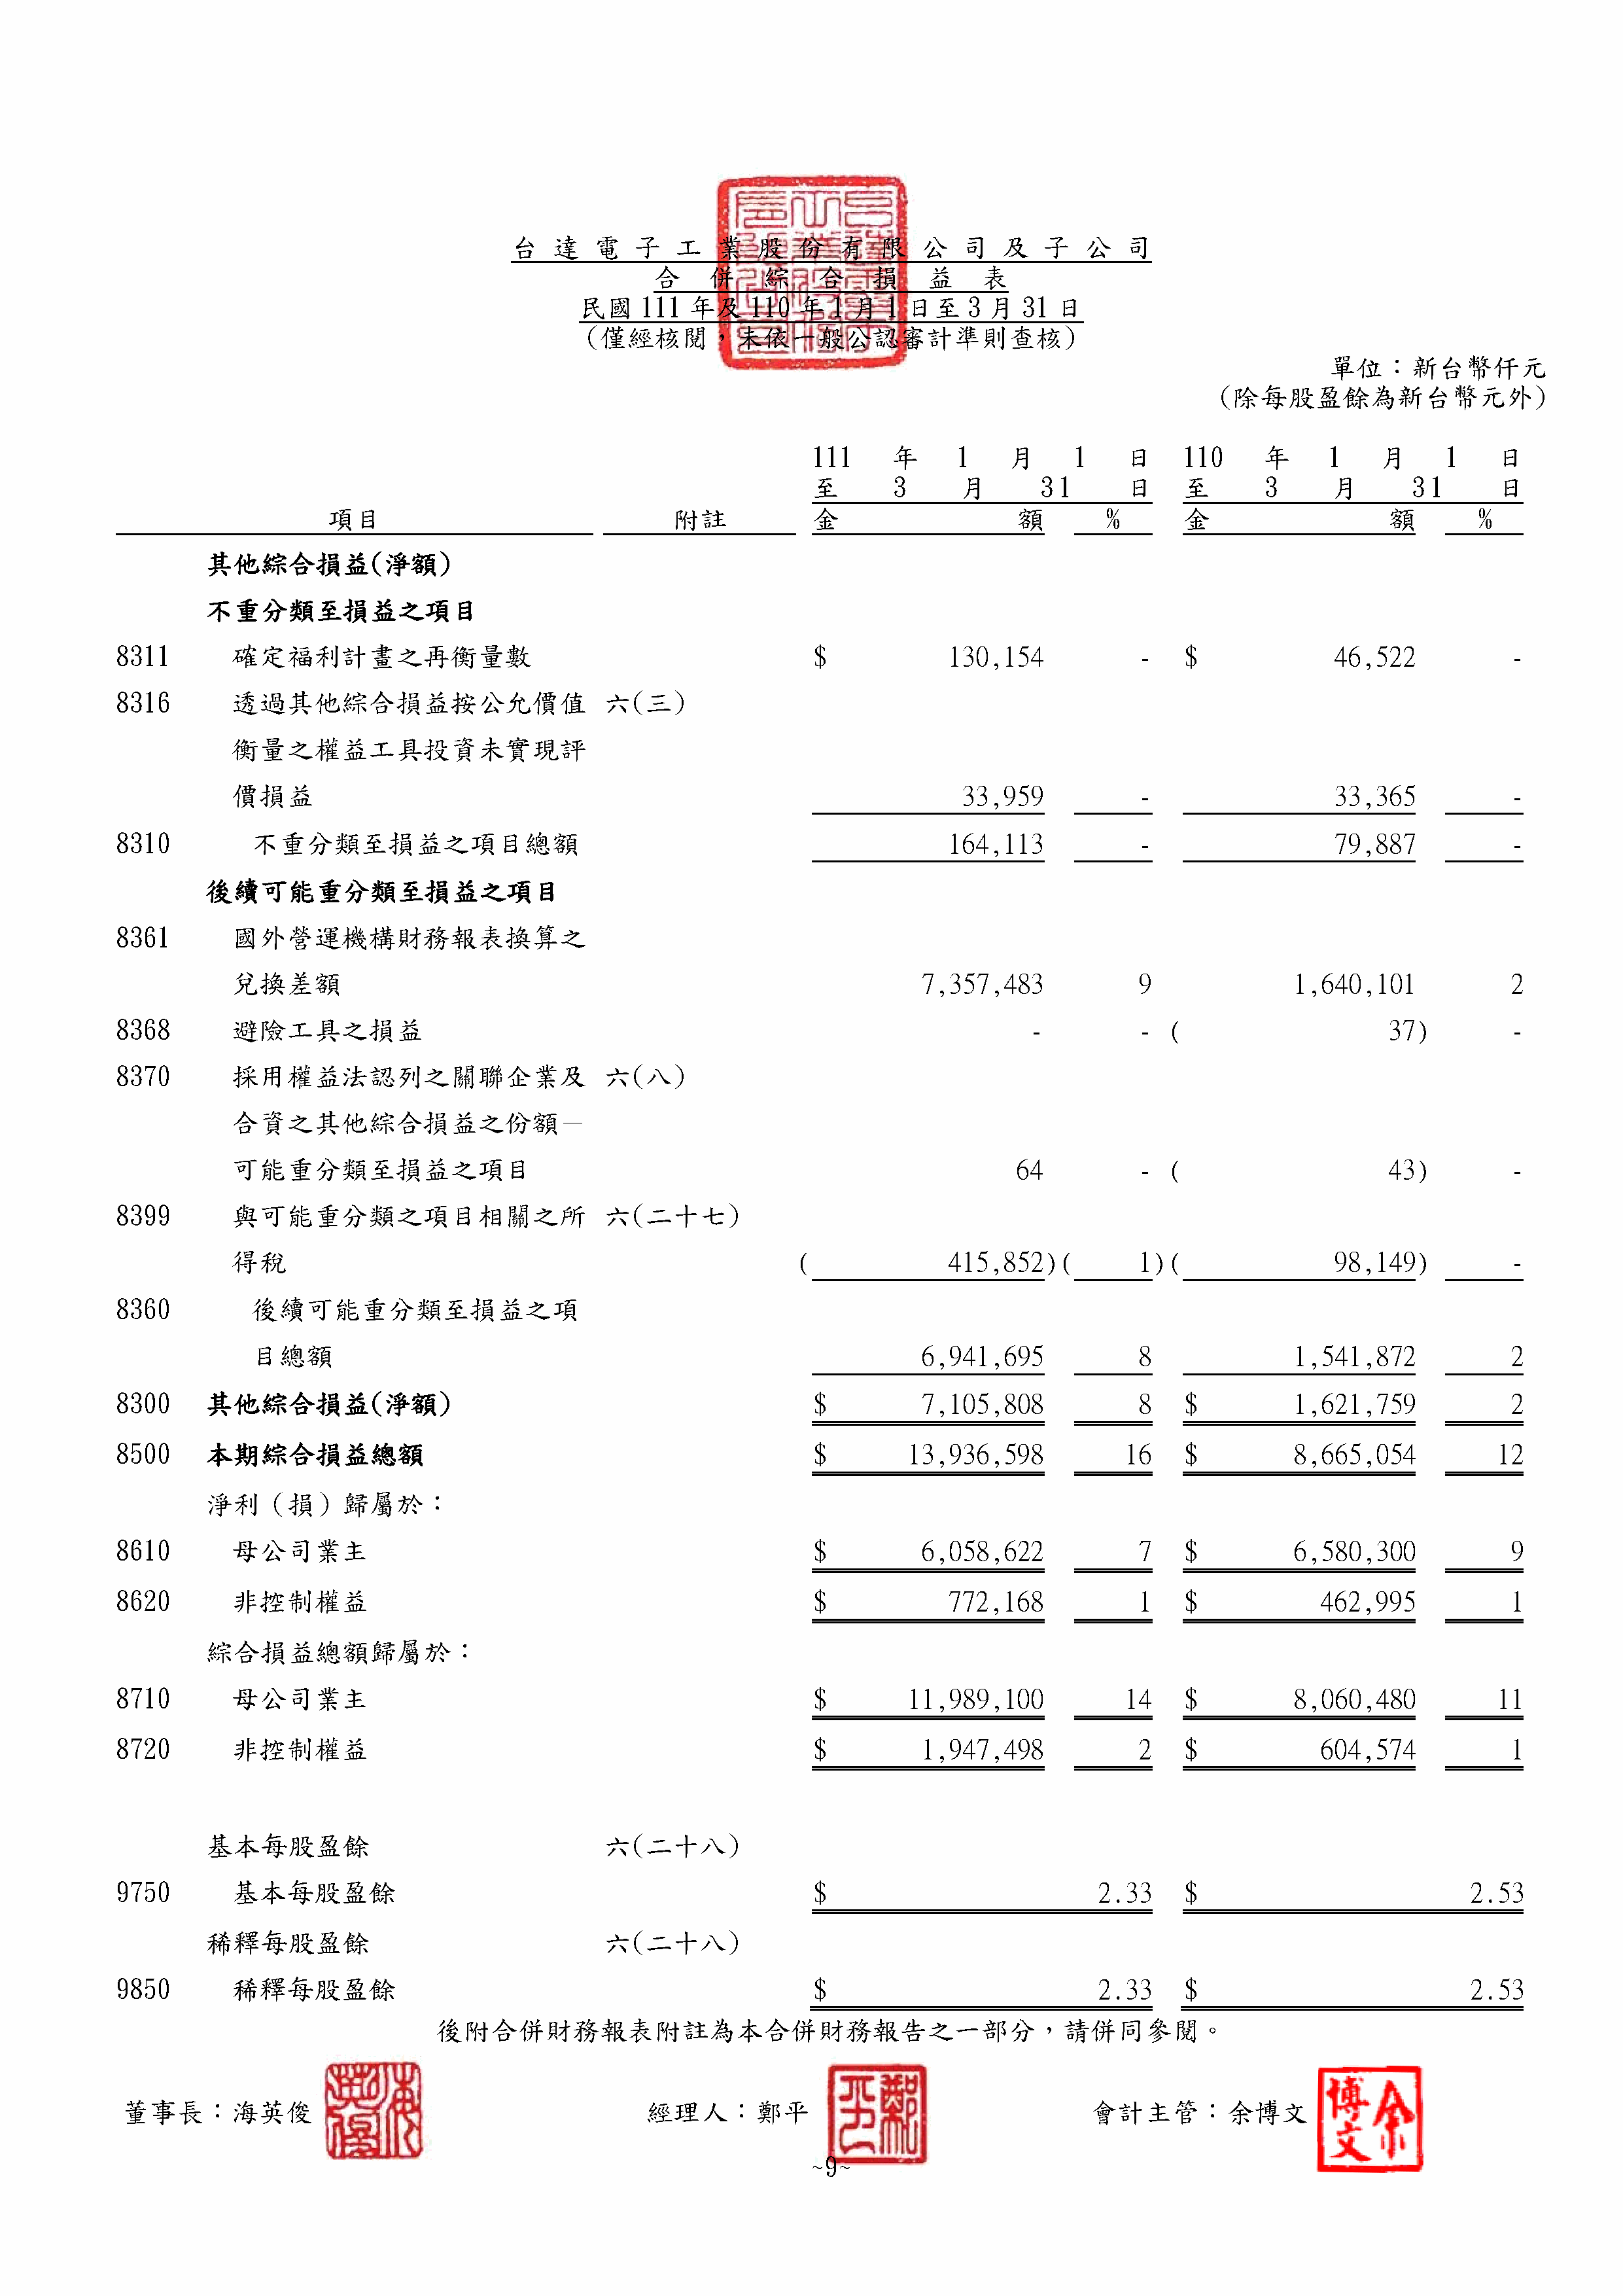 台達電子工業股份有限公司及子公司
合併綜合損益表
民國 111 年及 110 年 1 月 1 日至 3 月 31 日
(僅經核閱，未依一般公認審計準則查核)
單位：新台幣仟元
(除每股盈餘為新台幣元外)
111 年 1 月 1 日 110 年 1 月 1 日
至 3 月 31 日 至 3 月 31 日
項目 附註 金 額 % 金 額 %
其他綜合損益(淨額)
不重分類至損益之項目
8311 確定福利計畫之再衡量數 $ 130,154 - $ 46,522 -
8316 透過其他綜合損益按公允價值 六(三)
衡量之權益工具投資未實現評
價損益 33,959 - 33,365 -
8310 不重分類至損益之項目總額 164,113 - 79,887 -
後續可能重分類至損益之項目
8361 國外營運機構財務報表換算之
兌換差額 7,357,483 9 1,640,101 2
8368 避險工具之損益 - - ( 37) -
8370 採用權益法認列之關聯企業及 六(八)
合資之其他綜合損益之份額－
可能重分類至損益之項目 64 - ( 43) -
8399 與可能重分類之項目相關之所 六(二十七)
得稅 ( 415,852)( 1)( 98,149) -
8360 後續可能重分類至損益之項
目總額 6,941,695 8 1,541,872 2
8300 其他綜合損益(淨額) $ 7,105,808 8 $ 1,621,759 2
8500 本期綜合損益總額 $ 13,936,598 16 $ 8,665,054 12
淨利（損）歸屬於：
8610 母公司業主 $ 6,058,622 7 $ 6,580,300 9
8620 非控制權益 $ 772,168 1 $ 462,995 1
綜合損益總額歸屬於：
8710 母公司業主 $ 11,989,100 14 $ 8,060,480 11
8720 非控制權益 $ 1,947,498 2 $ 604,574 1
基本每股盈餘 六(二十八)
9750 基本每股盈餘 $ 2.33 $ 2.53
稀釋每股盈餘 六(二十八)
9850 稀釋每股盈餘 $ 2.33 $ 2.53
後附合併財務報表附註為本合併財務報告之一部分，請併同參閱。
董事長：海英俊 經理人：鄭平 會計主管：余博文
海英俊
鄭平
余博文
~9~